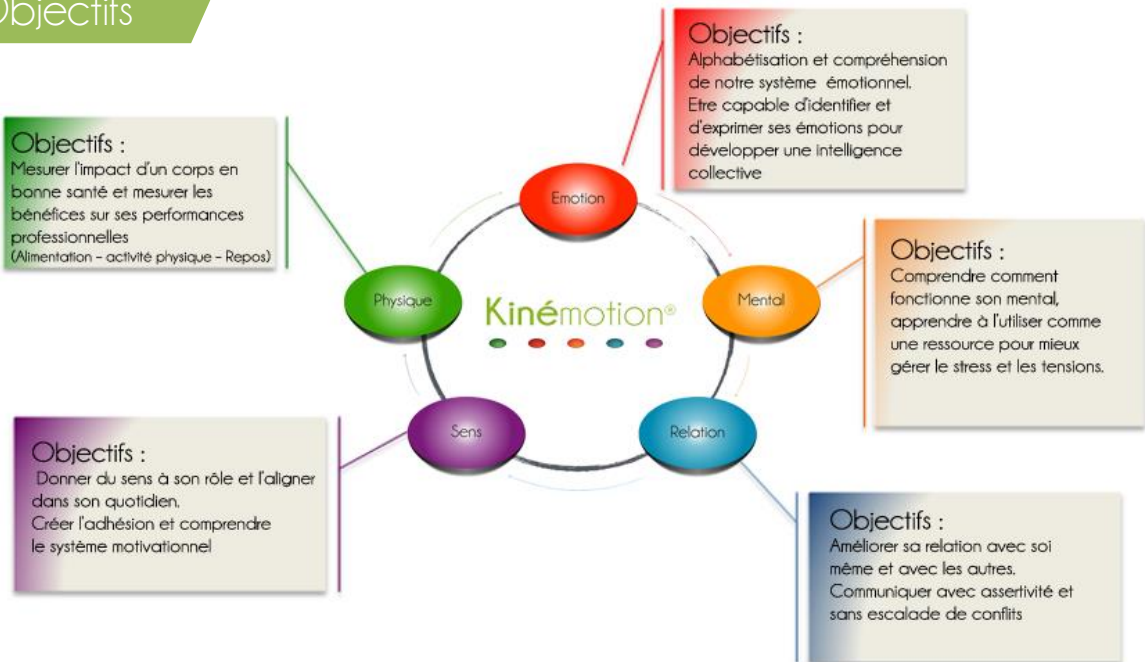 Objectifs
Objectifs :
Alphabétisation et compréhension
de notre système émotionnel.
Etre capable d'identifier et
d'exprimer ses émotions pour
développer une intelligence
collective
Objectifs :
Mesurer l'impact d'un corps en
bonne santé et mesurer les
bénéfices sur ses performances
professionnelles
(Alimentation – activité physique – Repos)
Emotion
Objectifs :
Comprendre comment
fonctionne son mental,
apprendre à l'utiliser comme
une ressource pour mieux
gérer le stress et les tensions.
Physique
Mental
Kinémotion®
Sens
Relation
Objectifs :
Donner du sens à son rôle et l'aligner
dans son quotidien.
Créer l'adhésion et comprendre
le système motivationnel
Objectifs :
Améliorer sa relation avec soi
même et avec les autres.
Communiquer avec assertivité et
sans escalade de conflits